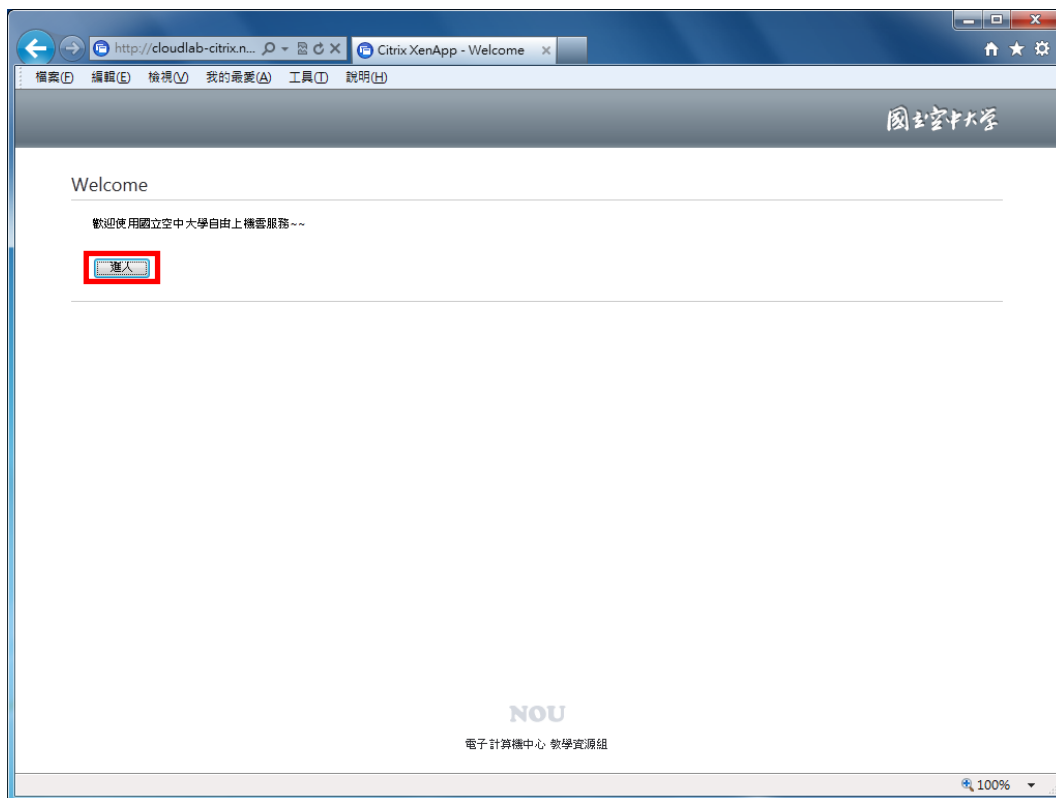 http://cloudlab-citrix.n...
Citrix XenApp - Welcome
檔案(F) 編輯(E) 檢視(V) 我的最愛(A) 工具(T) 說明(H)
國立空中大學
Welcome
歡迎使用國立空中大學自由上機雲服務~~
進入
NOU
電子計算機中心 教學資源組
100%